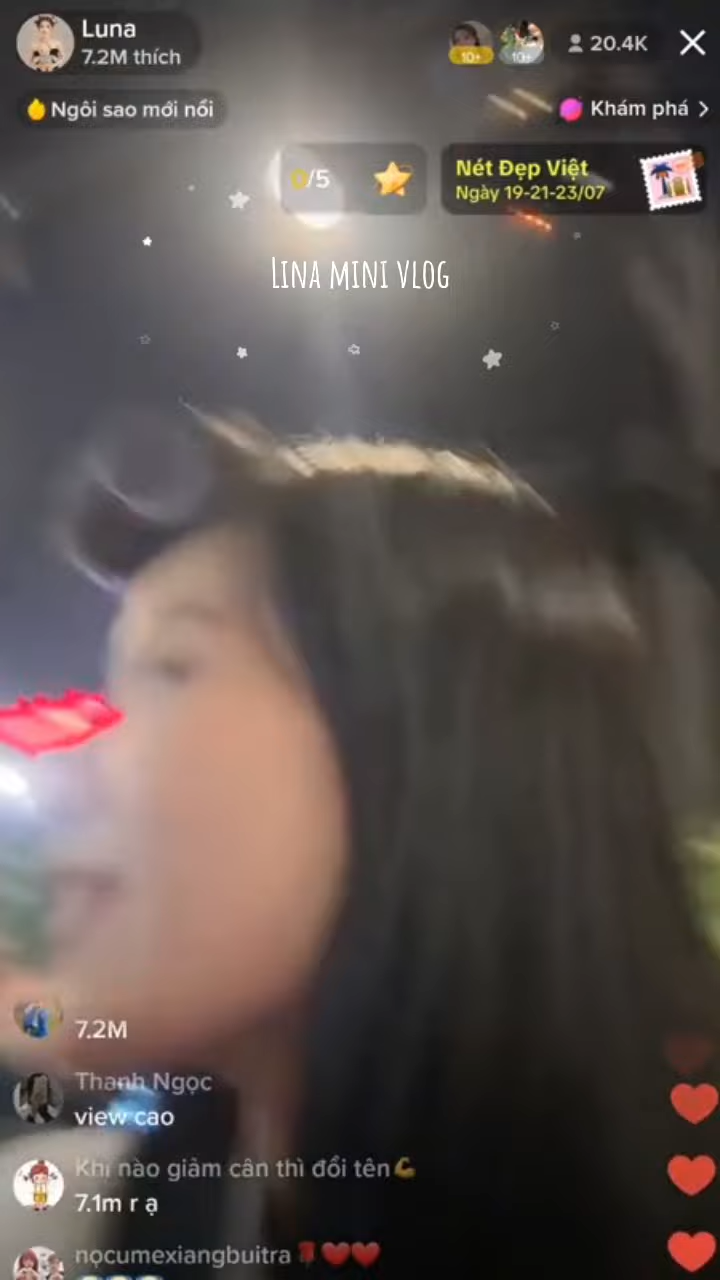 Luna
7.2M thích
10+
10+
20.4K
Ngôi sao mới nổi
Khám phá
0/5
Nét Đẹp Việt
Ngày 19-21-23/07
LINA MINI VLOG
7.2M
Thanh Ngọc
view cao
Khi nào giảm cân thì đổi tên💪
7.1m r ạ
nọcumexiangbuitra